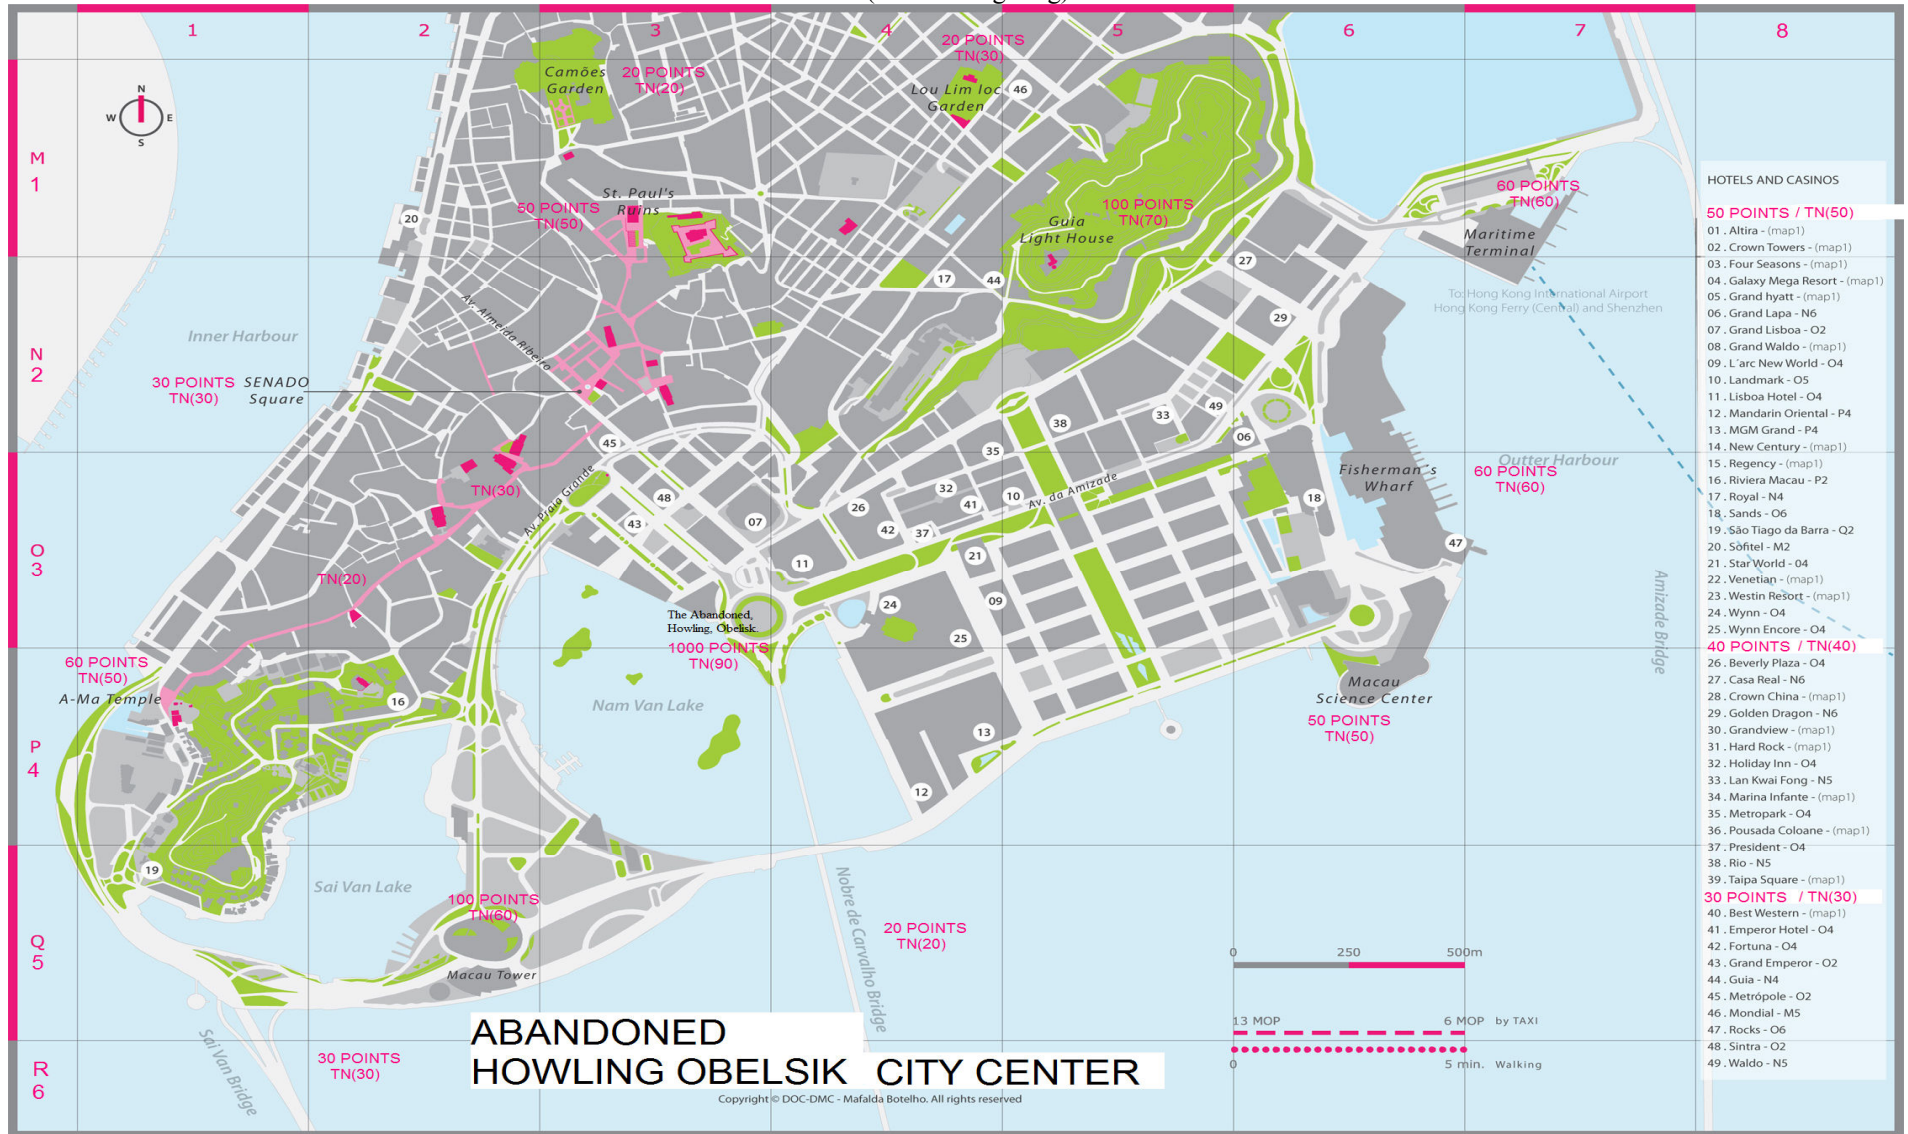 1
2
3
4
5
6
7
8
M
1
N
2
O
3
P
4
Q
5
R
6
N
W
E
S
Camões
Garden
20 POINTS
TN(20)
20 POINTS
TN(30)
Lou Lim Ioc
Garden
46
St. Paul's
Ruins
50 POINTS
TN(50)
20
100 POINTS
TN(70)
Guia
Light House
60 POINTS
TN(60)
Maritime
Terminal
To: Hong Kong International Airport
Hong Kong Ferry (Central) and Shenzhen
17
44
27
29
Inner Harbour
Av. Almeida Ribeiro
30 POINTS
TN(30)
SENADO
Square
45
38
33
49
06
35
Outter Harbour
60 POINTS
TN(60)
Fisherman's
Wharf
TN(30)
Av. Praia Grande
48
43
07
26
32
41
10
Av. da Amizade
42
37
18
47
11
21
TN(20)
The Abandoned,
Howling, Obelisk.
1000 POINTS
TN(90)
24
09
25
Amizade Bridge
60 POINTS
TN(50)
A-Ma Temple
16
Nam Van Lake
Macau
Science Center
50 POINTS
TN(50)
13
12
19
Sai Van Lake
100 POINTS
TN(60)
Macau Tower
Nobre de Carvalho Bridge
20 POINTS
TN(20)
0
250
500m
13 MOP
6 MOP by TAXI
0
5 min. Walking
Sai Van Bridge
30 POINTS
TN(30)
ABANDONED
HOWLING OBELSIK CITY CENTER
Copyright © DOC-DMC - Mafalda Botelho. All rights reserved
HOTELS AND CASINOS
50 POINTS / TN(50)
01 . Altira - (map1)
02 . Crown Towers - (map1)
03 . Four Seasons - (map1)
04 . Galaxy Mega Resort - (map1)
05 . Grand hyatt - (map1)
06 . Grand Lapa - N6
07 . Grand Lisboa - O2
08 . Grand Waldo - (map1)
09 . L´arc New World - O4
10 . Landmark - O5
11 . Lisboa Hotel - O4
12 . Mandarin Oriental - P4
13 . MGM Grand - P4
14 . New Century - (map1)
15 . Regency - (map1)
16 . Riviera Macau - P2
17 . Royal - N4
18 . Sands - O6
19 . São Tiago da Barra - Q2
20 . Sofitel - M2
21 . Star World - 04
22 . Venetian - (map1)
23 . Westin Resort - (map1)
24 . Wynn - O4
25 . Wynn Encore - O4
40 POINTS / TN(40)
26 . Beverly Plaza - O4
27 . Casa Real - N6
28 . Crown China - (map1)
29 . Golden Dragon - N6
30 . Grandview - (map1)
31 . Hard Rock - (map1)
32 . Holiday Inn - O4
33 . Lan Kwai Fong - N5
34 . Marina Infante - (map1)
35 . Metropark - O4
36 . Pousada Coloane - (map1)
37 . President - O4
38 . Rio - N5
39 . Taipa Square - (map1)
30 POINTS / TN(30)
40 . Best Western - (map1)
41 . Emperor Hotel - O4
42 . Fortuna - O4
43 . Grand Emperor - O2
44 . Guia - N4
45 . Metrópole - O2
46 . Mondial - M5
47 . Rocks - O6
48 . Sintra - O2
49 . Waldo - N5